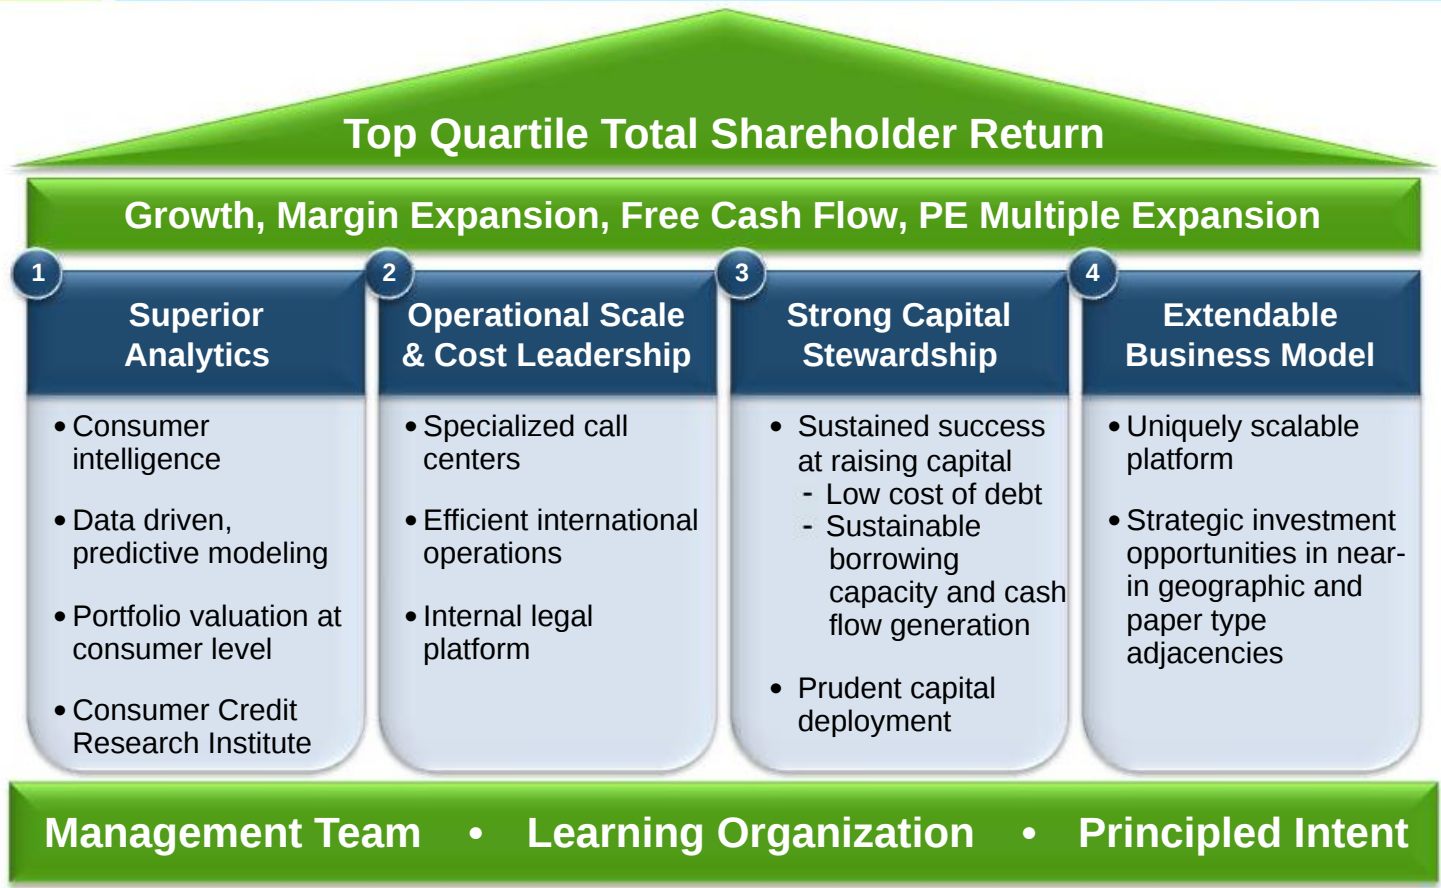 Top Quartile Total Shareholder Return
Growth, Margin Expansion, Free Cash Flow, PE Multiple Expansion
1
Superior
Analytics
• Consumer
intelligence
• Data driven,
predictive modeling
• Portfolio valuation at
consumer level
• Consumer Credit
Research Institute
2
Operational Scale
& Cost Leadership
• Specialized call
centers
• Efficient international
operations
• Internal legal
platform
3
Strong Capital
Stewardship
• Sustained success
at raising capital
- Low cost of debt
- Sustainable
borrowing
capacity and cash
flow generation
• Prudent capital
deployment
4
Extendable
Business Model
• Uniquely scalable
platform
• Strategic investment
opportunities in near-
in geographic and
paper type
adjacencies
Management Team • Learning Organization • Principled Intent